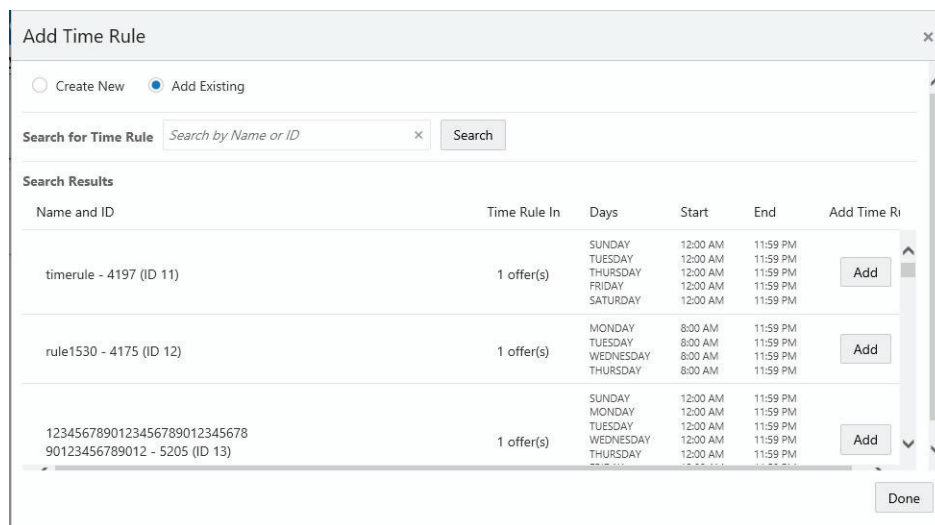 Add Time Rule
×
Create New Add Existing
Search for Time Rule Search by Name or ID × Search
Search Results
Name and ID Time Rule In Days Start End Add Time Ru
timerule - 4197 (ID 11) 1 offer(s) Add
SUNDAY 12:00 AM 11:59 PM
TUESDAY 12:00 AM 11:59 PM
THURSDAY 12:00 AM 11:59 PM
FRIDAY 12:00 AM 11:59 PM
SATURDAY 12:00 AM 11:59 PM
rule1530 - 4175 (ID 12) 1 offer(s) Add
MONDAY 8:00 AM 11:59 PM
TUESDAY 8:00 AM 11:59 PM
WEDNESDAY 8:00 AM 11:59 PM
THURSDAY 8:00 AM 11:59 PM
1234567890123456789012345678
90123456789012 - 5205 (ID 13) 1 offer(s) Add
SUNDAY 12:00 AM 11:59 PM
MONDAY 12:00 AM 11:59 PM
TUESDAY 12:00 AM 11:59 PM
WEDNESDAY 12:00 AM 11:59 PM
THURSDAY 12:00 AM 11:59 PM
Done